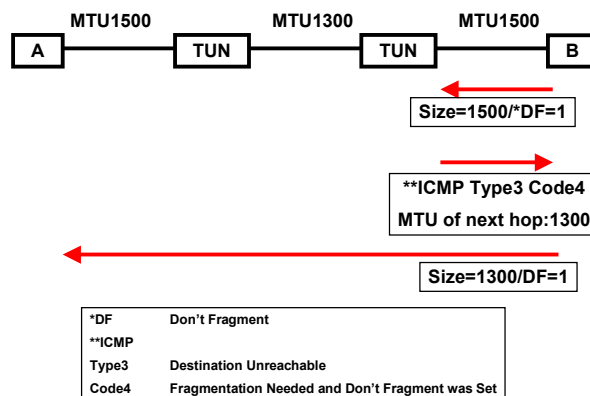 MTU1500 MTU1300 MTU1500
A TUN TUN B
Size=1500/*DF=1
**ICMP Type3 Code4
MTU of next hop:1300
Size=1300/DF=1
*DF Don't Fragment
**ICMP
Type3 Destination Unreachable
Code4 Fragmentation Needed and Don't Fragment was Set